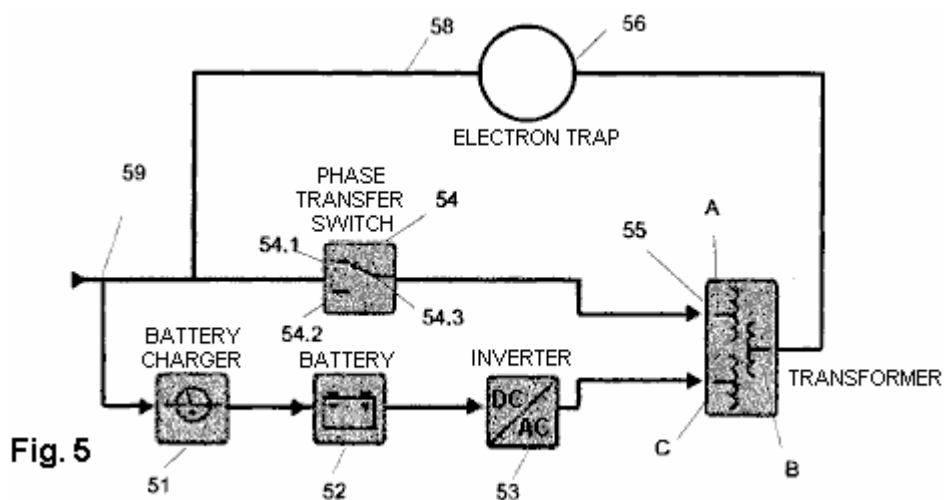 58
56
ELECTRON TRAP
59
PHASE
TRANSFER
SWITCH
54
54.1
54.2
54.3
A
55
BATTERY
CHARGER
BATTERY
INVERTER
DC
AC
TRANSFORMER
Fig. 5
51
52
53
C
B